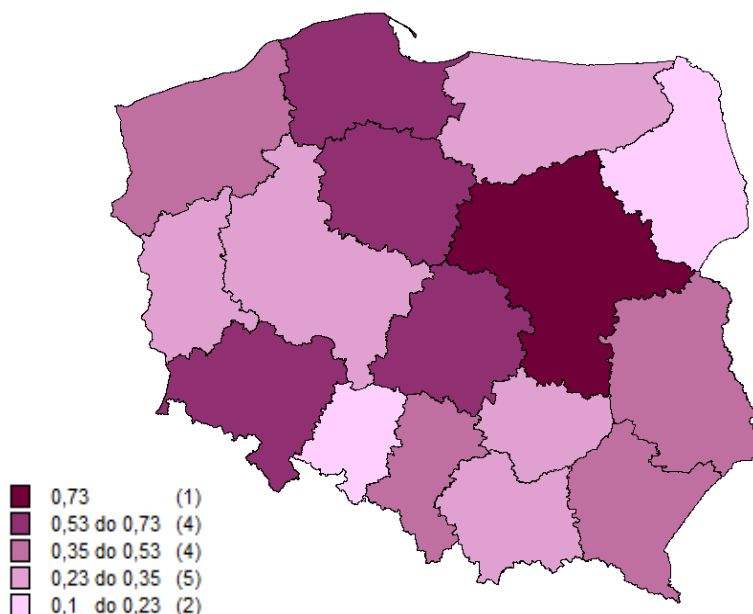 0,73 (1)
0,53 do 0,73 (4)
0,35 do 0,53 (4)
0,23 do 0,35 (5)
0,1 do 0,23 (2)